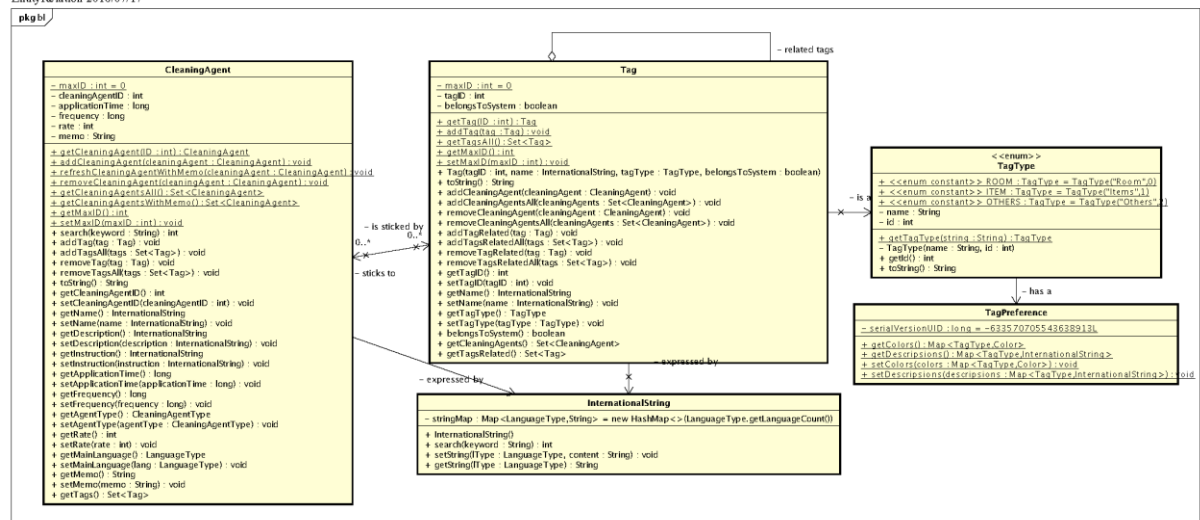 EntityRelation 2016/07/17
pkg bl
- related tags
CleaningAgent
- maxID : int = 0
- cleaningAgentID : int
- applicationTime : long
- frequency : long
- rate : int
- memo : String
+ getCleaningAgent(ID : int) : CleaningAgent
+ addCleaningAgent(cleaningAgent : CleaningAgent) : void
+ refreshCleaningAgentWithMemo(cleaningAgent : CleaningAgent) : void
+ removeCleaningAgent(cleaningAgent : CleaningAgent) : void
+ getCleaningAgentsAll() : Set<CleaningAgent>
+ getCleaningAgentsWithMemo() : Set<CleaningAgent>
+ getMaxID() : int
+ setMaxID(maxID : int) : void
+ search(keyword : String) : int
+ addTag(tag : Tag) : void
+ addTagsAll(tags : Set<Tag>) : void
+ removeTag(tag : Tag) : void
+ removeTagsAll(tags : Set<Tag>) : void
+ toString() : String
+ getCleaningAgentID() : int
+ setCleaningAgentID(cleaningAgentID : int) : void
+ getName() : InternationalString
+ setName(name : InternationalString) : void
+ getDescription() : InternationalString
+ setDescription(description : InternationalString) : void
+ getInstruction() : InternationalString
+ setInstruction(instruction : InternationalString) : void
+ getApplicationTime() : long
+ setApplicationTime(applicationTime : long) : void
+ getFrequency() : long
+ setFrequency(frequency : long) : void
+ getAgentType() : CleaningAgentType
+ setAgentType(agentType : CleaningAgentType) : void
+ getRate() : int
+ setRate(rate : int) : void
+ getMainLanguage() : LanguageType
+ setMainLanguage(lang : LanguageType) : void
+ getMemo() : String
+ setMemo(memo : String) : void
+ getTags() : Set<Tag>
- is sticked by
0..*
0..*
- sticks to
Tag
- maxID : int = 0
- tagID : int
- belongsToSystem : boolean
+ getTag(ID : int) : Tag
+ addTag(tag : Tag) : void
+ getTagsAll() : Set<Tag>
+ getMaxID() : int
+ setMaxID(maxID : int) : void
+ Tag(tagID : int, name : InternationalString, tagType : TagType, belongsToSystem : boolean)
+ toString() : String
+ addCleaningAgent(cleaningAgent : CleaningAgent) : void
+ addCleaningAgentsAll(cleaningAgents : Set<CleaningAgent>) : void
+ removeCleaningAgent(cleaningAgent : CleaningAgent) : void
+ removeCleaningAgentsAll(cleaningAgents : Set<CleaningAgent>) : void
+ addTagRelated(tag : Tag) : void
+ addTagsRelatedAll(tags : Set<Tag>) : void
+ removeTagRelated(tag : Tag) : void
+ removeTagsRelatedAll(tags : Set<Tag>) : void
+ getTagID() : int
+ setTagID(tagID : int) : void
+ getName() : InternationalString
+ setName(name : InternationalString) : void
+ getTagType() : TagType
+ setType(tagType : TagType) : void
+ belongsToSystem() : boolean
+ getCleaningAgents() : Set<CleaningAgent>
+ getTagsRelated() : Set<Tag>
- expressed by
- expressed by
- is a
<<enum>>
TagType
+ <<enum constant>> ROOM : TagType = TagType("Room",0)
+ <<enum constant>> ITEM : TagType = TagType("Items",1)
+ <<enum constant>> OTHERS : TagType = TagType("Others",2)
- name : String
- id : int
+ getTagType(string : String) : TagType
- TagType(name : String, id : int)
+ getId() : int
+ toString() : String
- has a
TagPreference
- serialVersionUID : long = -633570705543638913L
+ getColors() : Map<TagType,Color>
+ getDescripsions() : Map<TagType,InternationalString>
+ setColors(colors : Map<TagType,Color>) : void
+ setDescripsions(descripsions : Map<TagType,InternationalString>) : void
InternationalString
- stringMap : Map<LanguageType,String> = new HashMap<>(LanguageType.getLanguageCount())
+ InternationalString()
+ search(keyword : String) : int
+ setString(lType : LanguageType, content : String) : void
+ getString(lType : LanguageType) : String